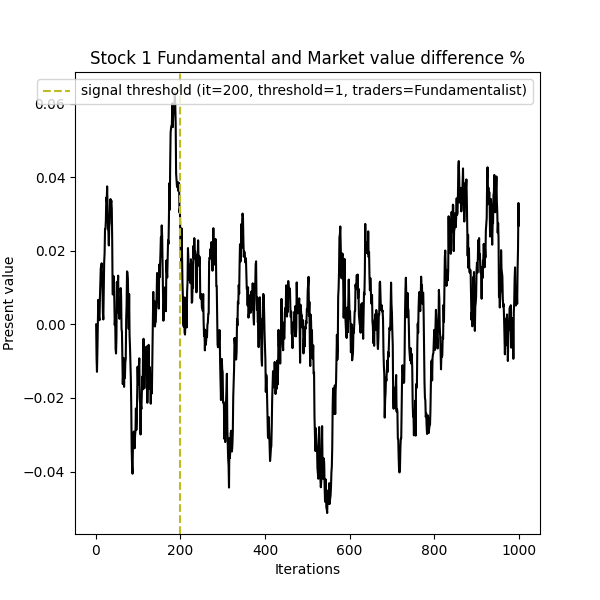 Stock 1 Fundamental and Market value difference %
signal threshold (it=200, threshold=1, traders=Fundamentalist)
0.06
0.04
0.02
0.00
−0.02
−0.04
Present value
0 200 400 600 800 1000
Iterations